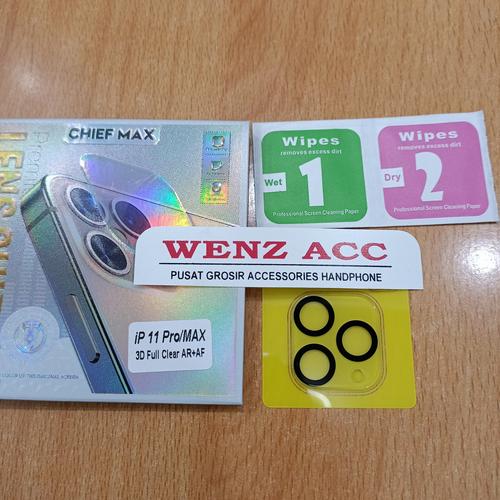 CHIEF MAX
Wipes
removes excess dirt
Wet
1
Professional Screen Cleaning Paper
Wipes
removes excess dirt
Dry
2
Professional Screen Cleaning Paper
WENZ ACC
PUSAT GROSIR ACCESSORIES HANDPHONE
iP 11 Pro/MAX
3D Full Clear AR+AF